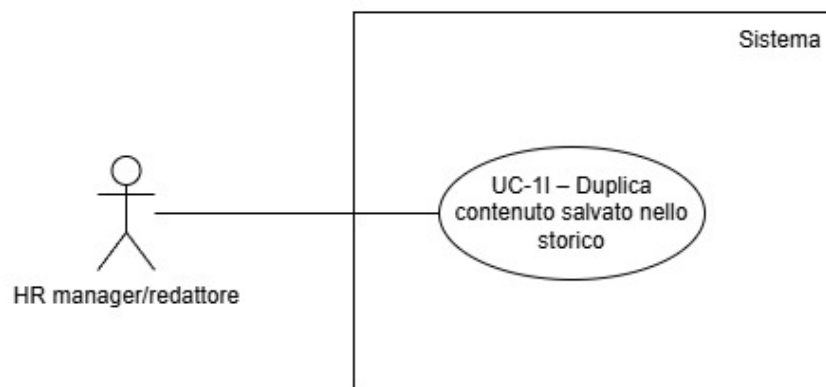 Sistema
UC-1I – Duplica
contenuto salvato nello
storico
HR manager/redattore